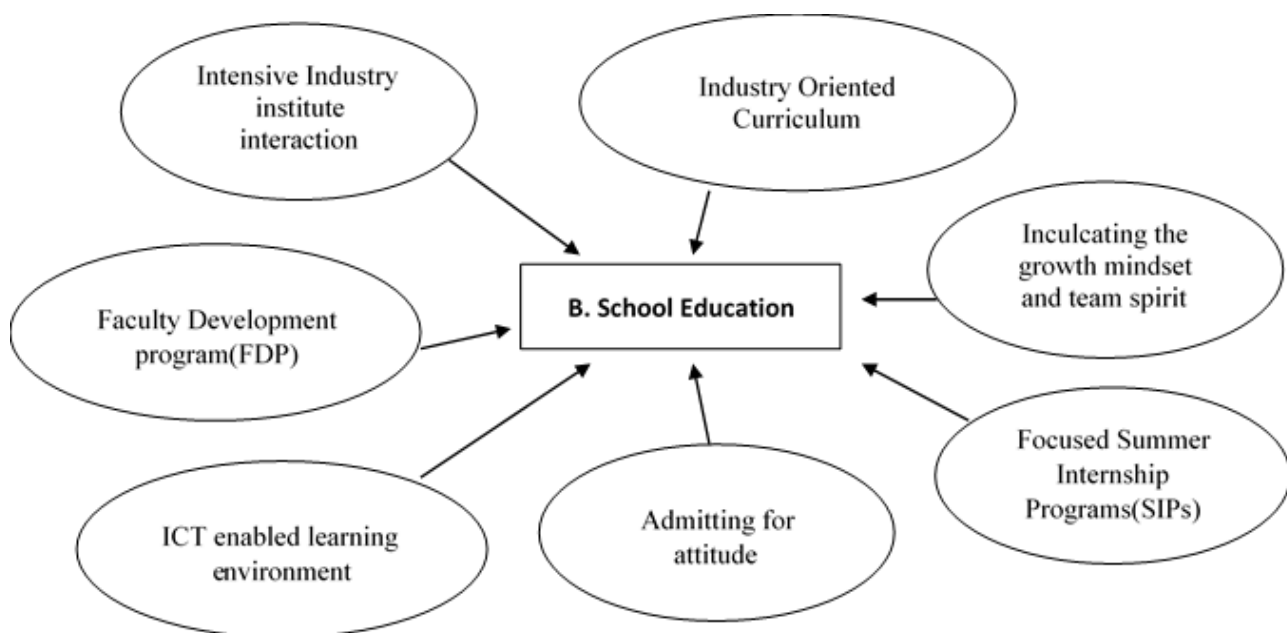 Intensive Industry
institute
interaction
Industry Oriented
Curriculum
Inculcating the
growth mindset
and team spirit
B. School Education
Faculty Development
program(FDP)
Focused Summer
Internship
Programs(SIPs)
Admitting for
attitude
ICT enabled learning
environment